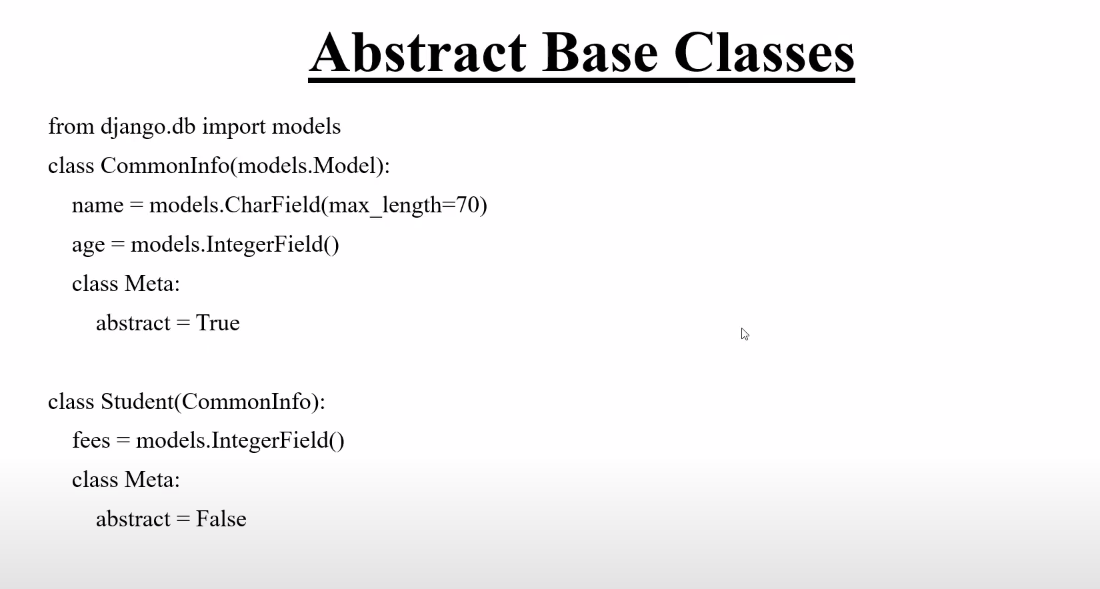 Abstract Base Classes
from django.db import models
class CommonInfo(models.Model):
name = models.CharField(max_length=70)
age = models.IntegerField()
class Meta:
abstract = True
class Student(CommonInfo):
fees = models.IntegerField()
class Meta:
abstract = False